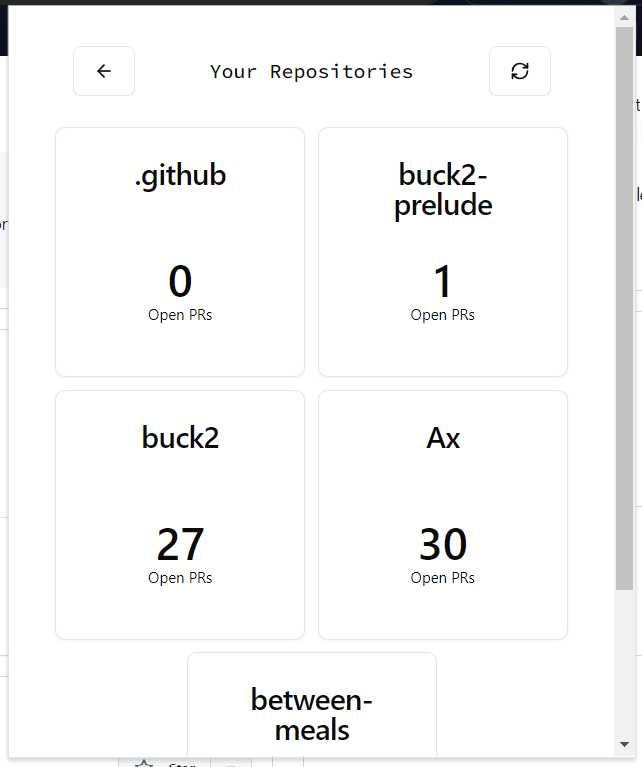 Your Repositories
.github
0
Open PRs
buck2-
prelude
1
Open PRs
buck2
27
Open PRs
Ax
30
Open PRs
between-
meals